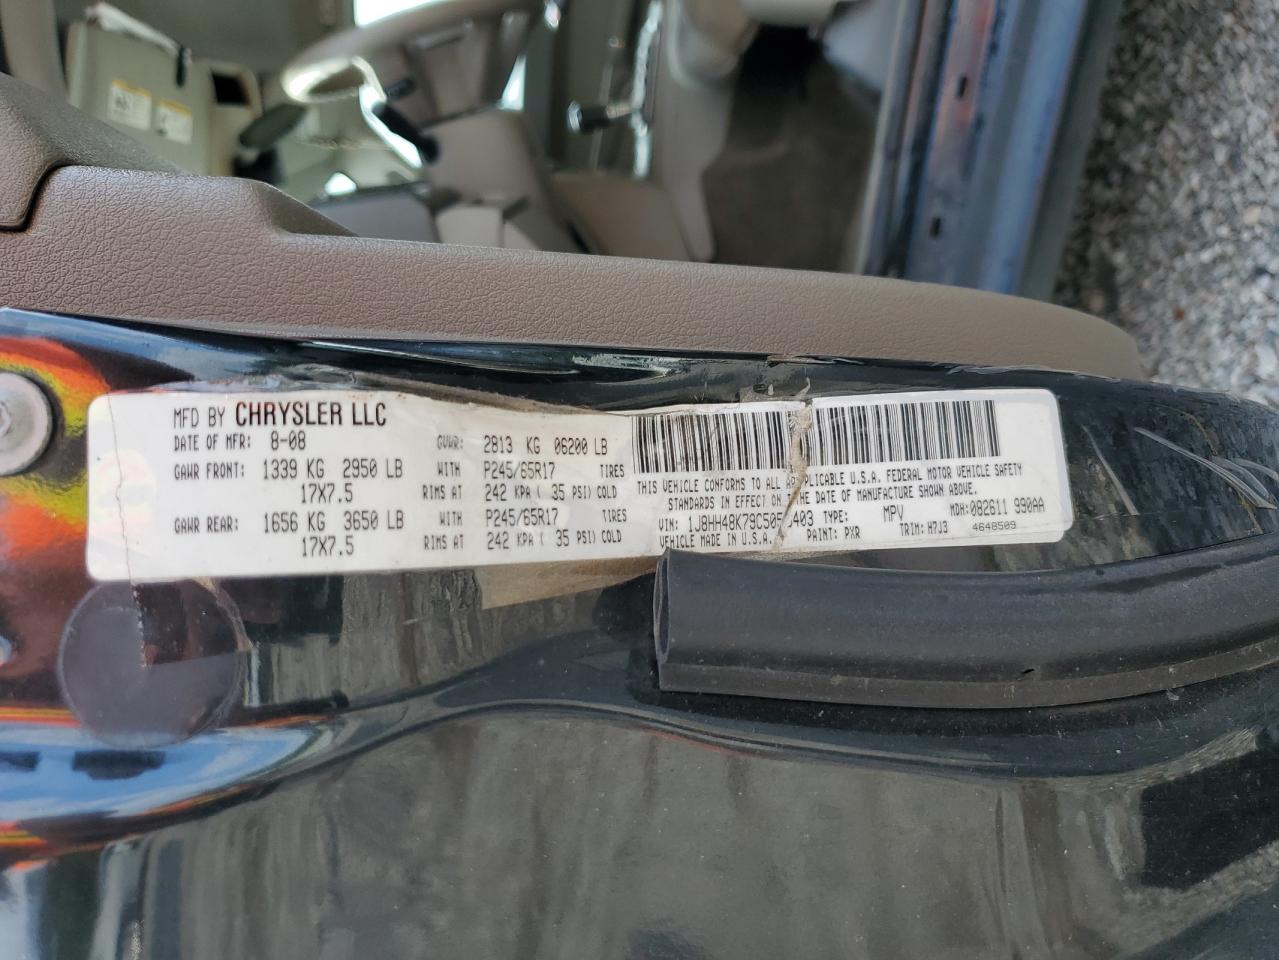 MFD BY CHRYSLER LLC
DATE OF MFR: 8-08 GVWR: 2813 KG 06200 LB
GAWR FRONT: 1339 KG 2950 LB WITH P245/65R17 TIRES
17X7.5 RIMS AT 242 KPA ( 35 PSI) COLD
GAWR REAR: 1656 KG 3650 LB WITH P245/65R17 TIRES
17X7.5 RIMS AT 242 KPA ( 35 PSI) COLD
THIS VEHICLE CONFORMS TO ALL APPLICABLE U.S.A. FEDERAL MOTOR VEHICLE SAFETY
STANDARDS IN EFFECT ON THE DATE OF MANUFACTURE SHOWN ABOVE.
VIN: TYPE: MPV MDH: 082611 990AA
VEHICLE MADE IN U.S.A. PAINT: PXR TRIM: H7J3 4648509